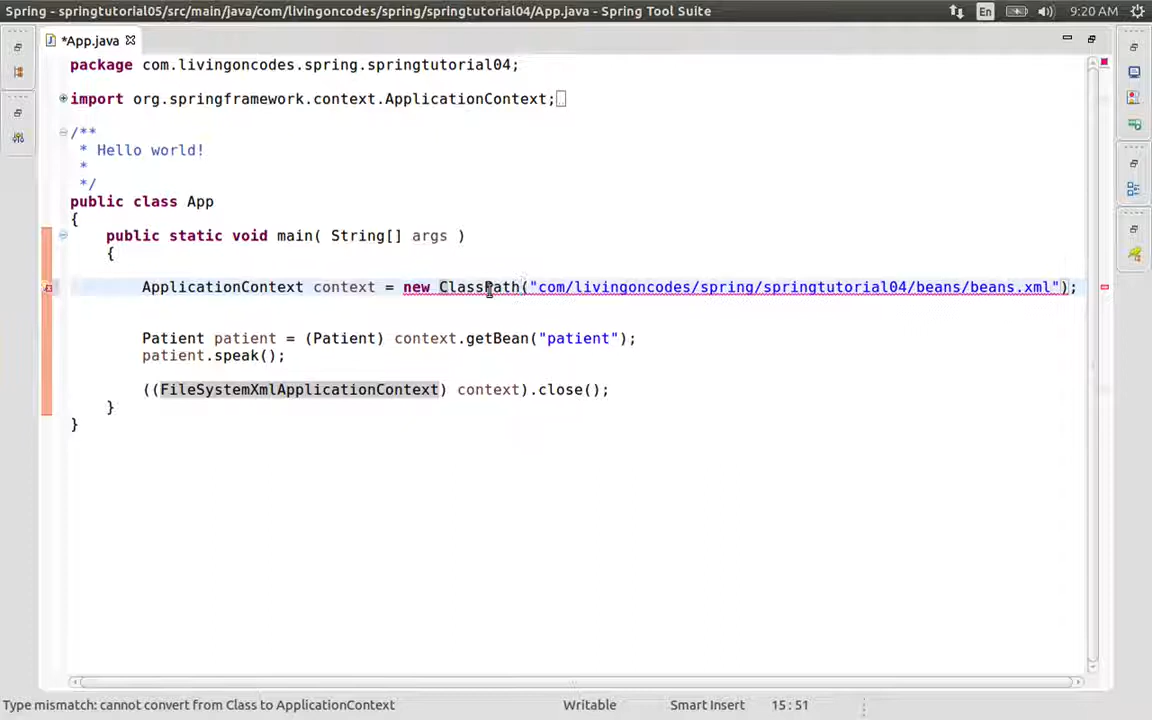 Spring - springtutorial05/src/main/java/com/livingoncodes/spring/springtutorial04/App.java - Spring Tool Suite
En
9:20 AM
*App.java
package com.livingoncodes.spring.springtutorial04;
import org.springframework.context.ApplicationContext;
/**
* Hello world!
*
*/
public class App
{
public static void main( String[] args )
{
ApplicationContext context = new ClassPath("com/livingoncodes/spring/springtutorial04/beans/beans.xml");
Patient patient = (Patient) context.getBean("patient");
patient.speak();
((FileSystemXmlApplicationContext) context).close();
}
}
Type mismatch: cannot convert from Class to ApplicationContext
Writable
Smart Insert
15 : 51